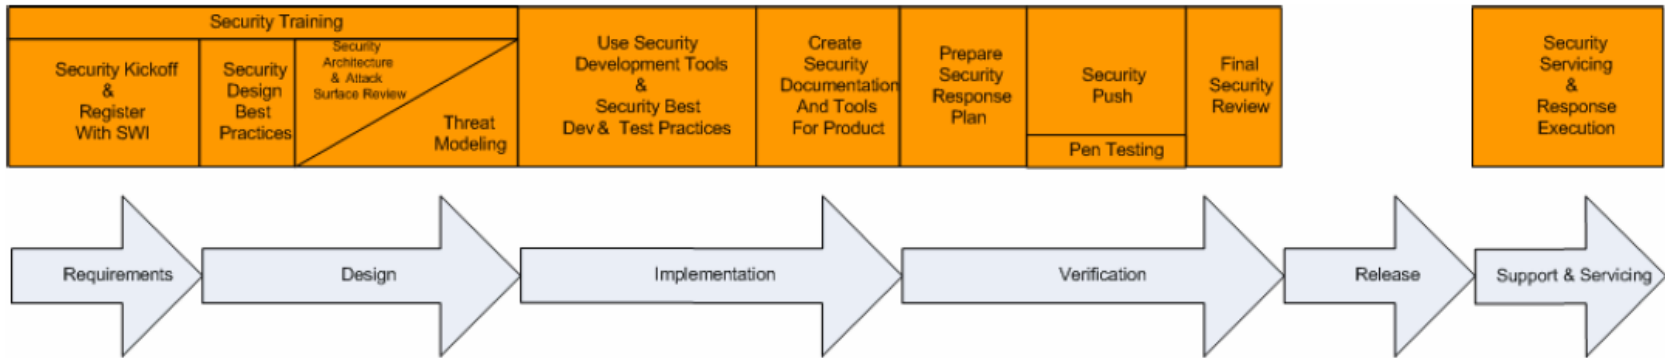 Security Training
Security Kickoff
&
Register
With SWI
Security
Design
Best
Practices
Security
Architecture
& Attack
Surface Review
Threat
Modeling
Use Security
Development Tools
&
Security Best
Dev & Test Practices
Create
Security
Documentation
And Tools
For Product
Prepare
Security
Response
Plan
Security
Push
Pen Testing
Final
Security
Review
Security
Servicing
&
Response
Execution
Requirements
Design
Implementation
Verification
Release
Support & Servicing